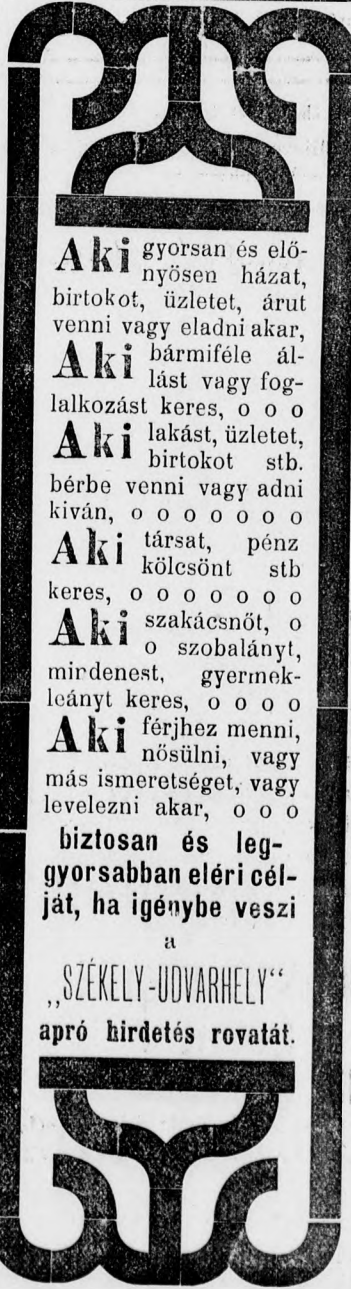 Aki gyorsan és elő-
nyösen házat,
birtokot, üzletet, árut
venni vagy eladni akar,
Aki bármiféle ál-
lást vagy fog-
lalkozást keres, o o o
Aki lakást, üzletet,
birtokot stb.
bérbe venni vagy adni
kiván, o o o o o o o
Aki társat, pénz
kölcsönt stb
keres, o o o o o o o
Aki szakácsnőt, o
o szobalányt,
mirdenest, gyermek-
leányt keres, o o o o
Aki férjhez menni,
nősülni, vagy
más ismeretséget, vagy
levelezni akar, o o o
biztosan és leg-
gyorsabban eléri cél-
ját, ha igénybe veszi
a
„SZÉKELY-UDVARHELY“
apró hirdetés rovatát.